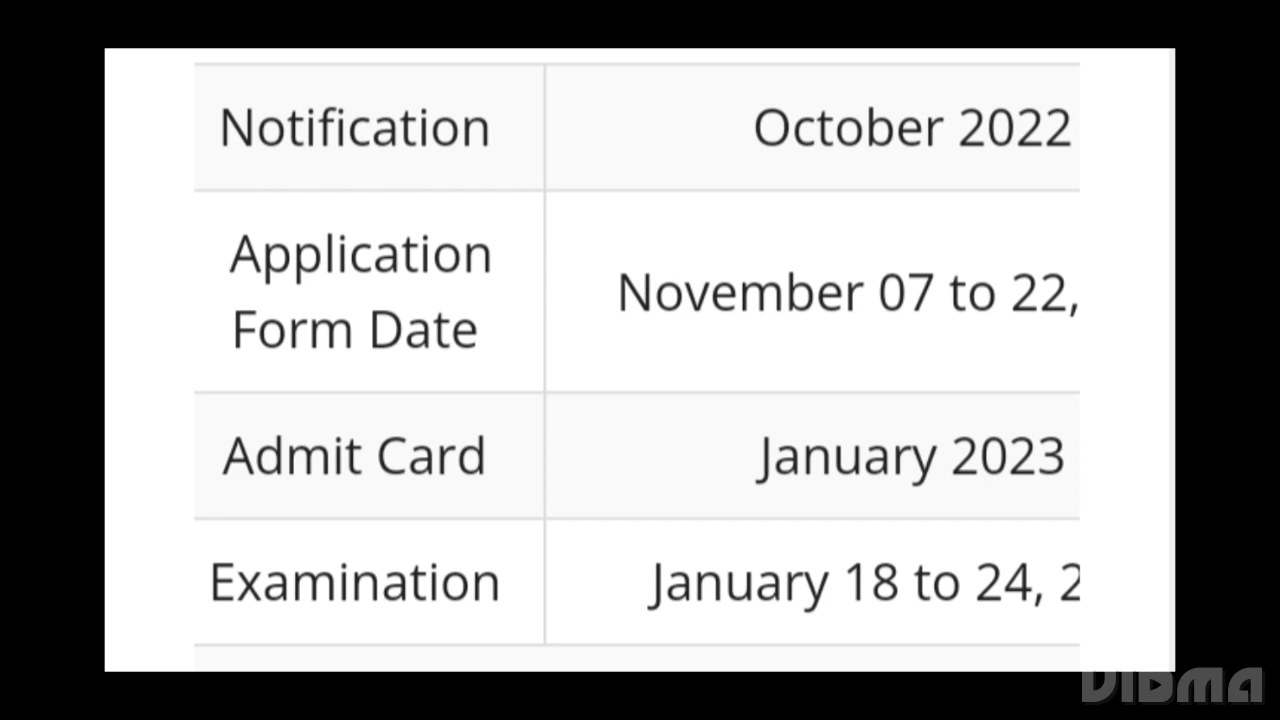 Notification October 2022
Application
Form Date November 07 to 22,
Admit Card January 2023
Examination January 18 to 24, 2
VIDMA